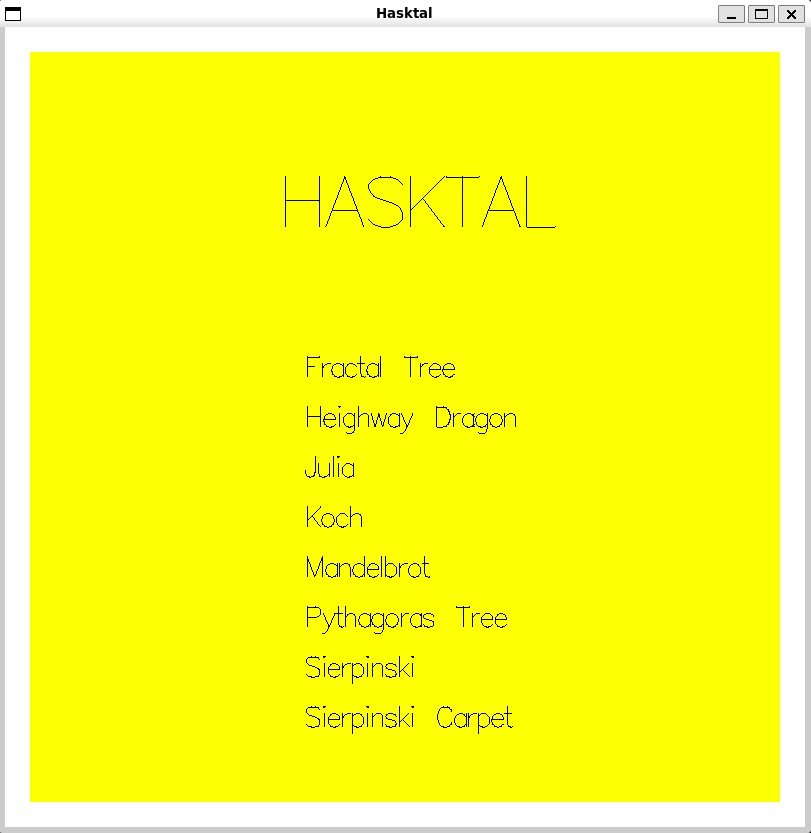 Hasktal
HASKTAL
Fractal Tree
Heighway Dragon
Julia
Koch
Mandelbrot
Pythagoras Tree
Sierpinski
Sierpinski Carpet